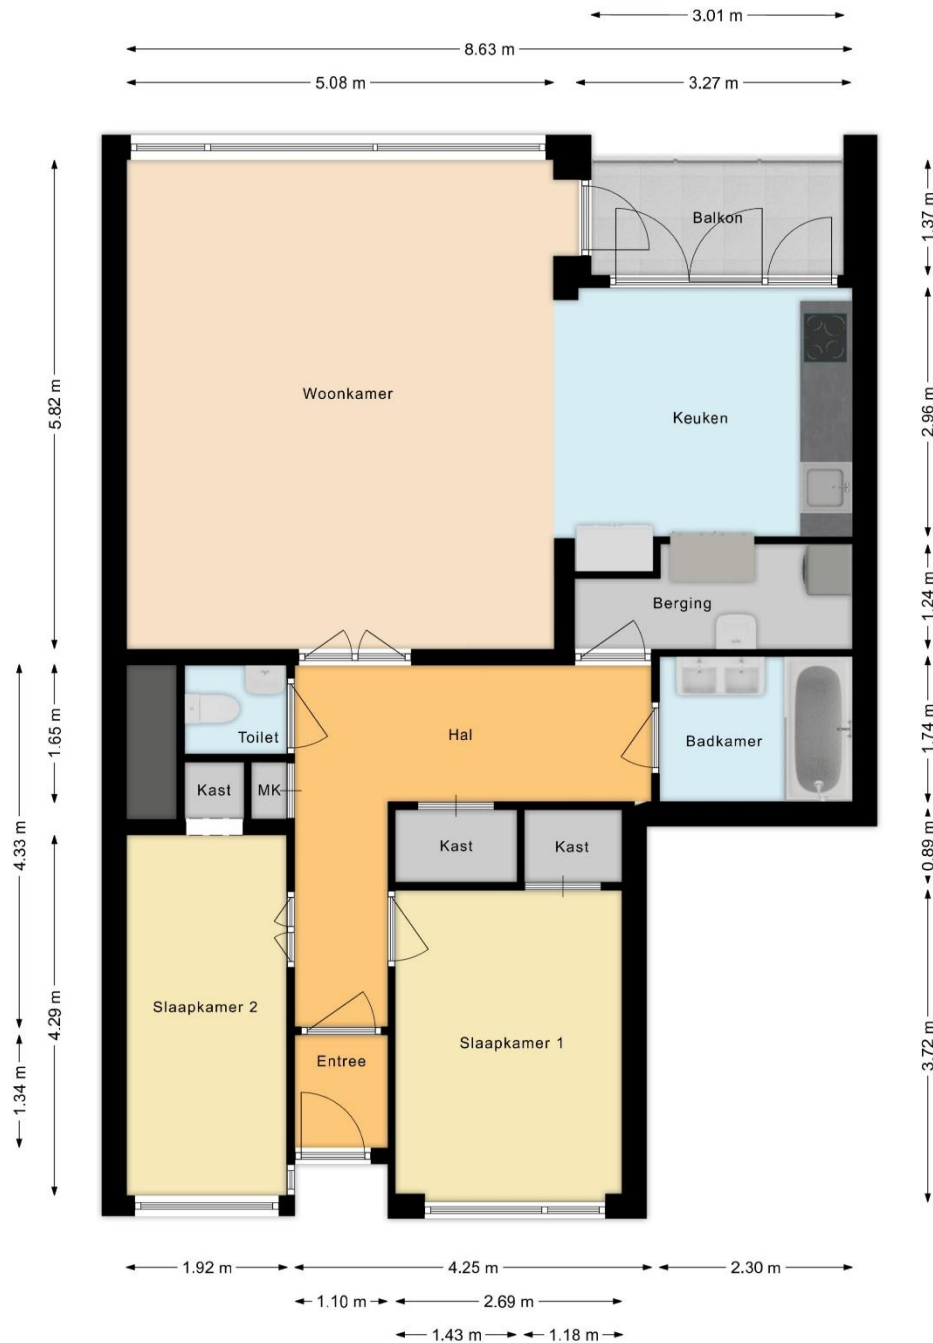 3.01 m
8.63 m
5.08 m
3.27 m
Balkon
1.37 m
Woonkamer
5.82 m
Keuken
2.96 m
Berging
1.24 m
Toilet
Hal
Badkamer
1.65 m
1.74 m
Kast
MK
Kast
Kast
4.33 m
0.89 m
Slaapkamer 2
4.29 m
Slaapkamer 1
3.72 m
Entree
1.34 m
1.92 m
4.25 m
2.30 m
1.10 m
2.69 m
1.43 m
1.18 m